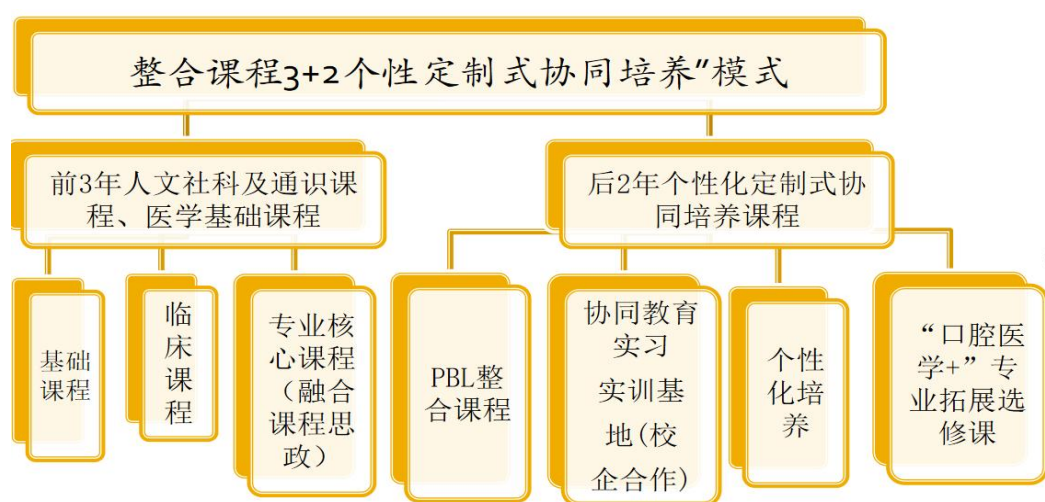 整合课程3+2个性定制式协同培养”模式
前3年人文社科及通识课
程、医学基础课程
后2年个性化定制式协
同培养课程
基础
课程
临
床
课
程
专业核
心课程
（融合
课程思
政）
PBL整
合课程
协同教育
实习
实训基
地(校
企合作)
个性
化培
养
“口腔医
学+”专
业拓展选
修课